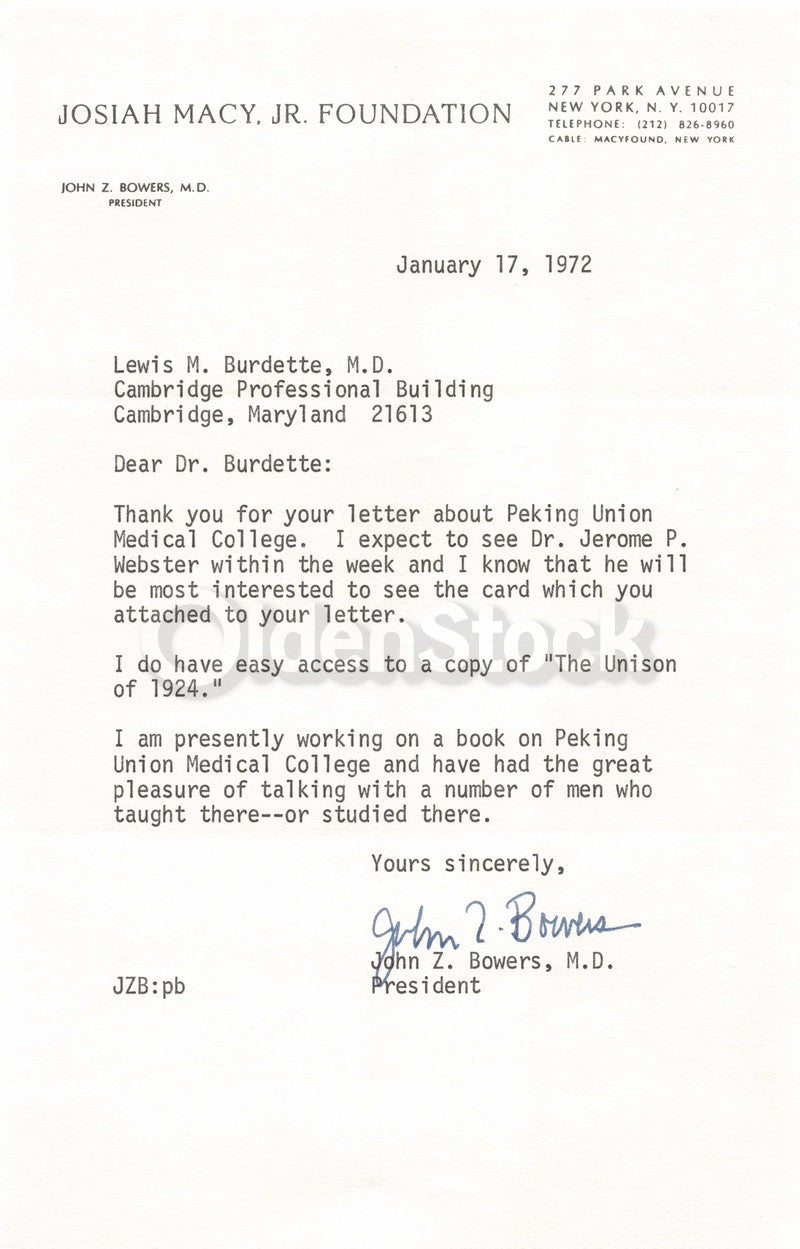 JOSIAH MACY, JR. FOUNDATION
277 PARK AVENUE
NEW YORK, N. Y. 10017
TELEPHONE: (212) 826-8960
CABLE: MACYFOUND, NEW YORK
JOHN Z. BOWERS, M.D.
PRESIDENT
January 17, 1972
Lewis M. Burdette, M.D.
Cambridge Professional Building
Cambridge, Maryland 21613
Dear Dr. Burdette:
Thank you for your letter about Peking Union
Medical College. I expect to see Dr. Jerome P.
Webster within the week and I know that he will
be most interested to see the card which you
attached to your letter.
OldenStock
I do have easy access to a copy of "The Unison
of 1924."
I am presently working on a book on Peking
Union Medical College and have had the great
pleasure of talking with a number of men who
taught there--or studied there.
Yours sincerely,
John Z. Bowers
John Z. Bowers, M.D.
JZB:pb President